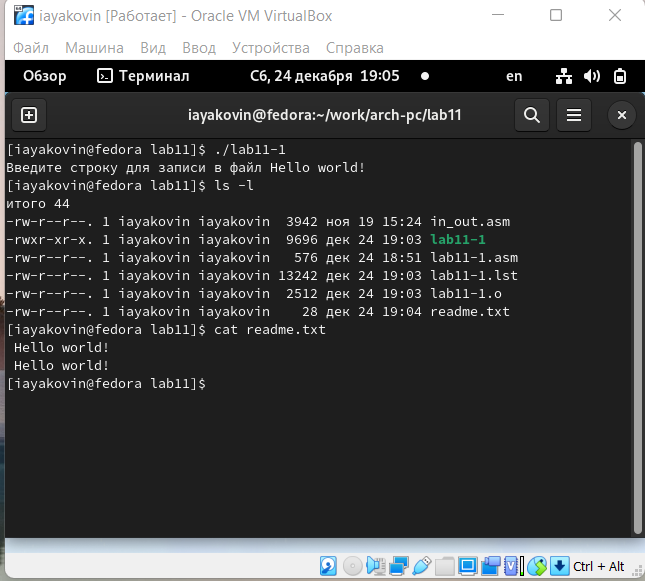 iayakovin [Работает] - Oracle VM VirtualBox
Файл Машина Вид Ввод Устройства Справка
Обзор Терминал Сб, 24 декабря 19:05 en
iayakovin@fedora:~/work/arch-pc/lab11
[iayakovin@fedora lab11]$ ./lab11-1
Введите строку для записи в файл Hello world!
[iayakovin@fedora lab11]$ ls -l
итого 44
-rw-r--r--. 1 iayakovin iayakovin  3942 ноя 19 15:24 in_out.asm
-rwxr-xr-x. 1 iayakovin iayakovin  9696 дек 24 19:03 lab11-1
-rw-r--r--. 1 iayakovin iayakovin   576 дек 24 18:51 lab11-1.asm
-rw-r--r--. 1 iayakovin iayakovin 13242 дек 24 19:03 lab11-1.lst
-rw-r--r--. 1 iayakovin iayakovin  2512 дек 24 19:03 lab11-1.o
-rw-r--r--. 1 iayakovin iayakovin    28 дек 24 19:04 readme.txt
[iayakovin@fedora lab11]$ cat readme.txt
 Hello world!
 Hello world!
[iayakovin@fedora lab11]$
Ctrl + Alt